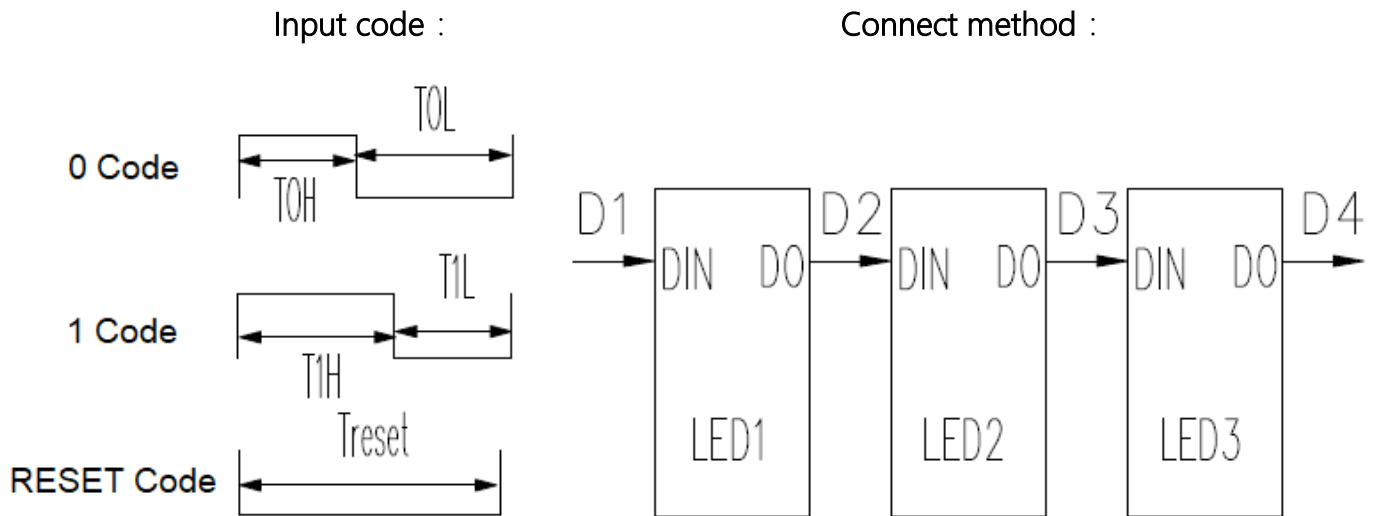 Input code :
Connect method :
0 Code
T0H
T0L
1 Code
T1H
T1L
RESET Code
Treset
D1
DIN
DO
LED1
D2
DIN
DO
LED2
D3
DIN
DO
LED3
D4